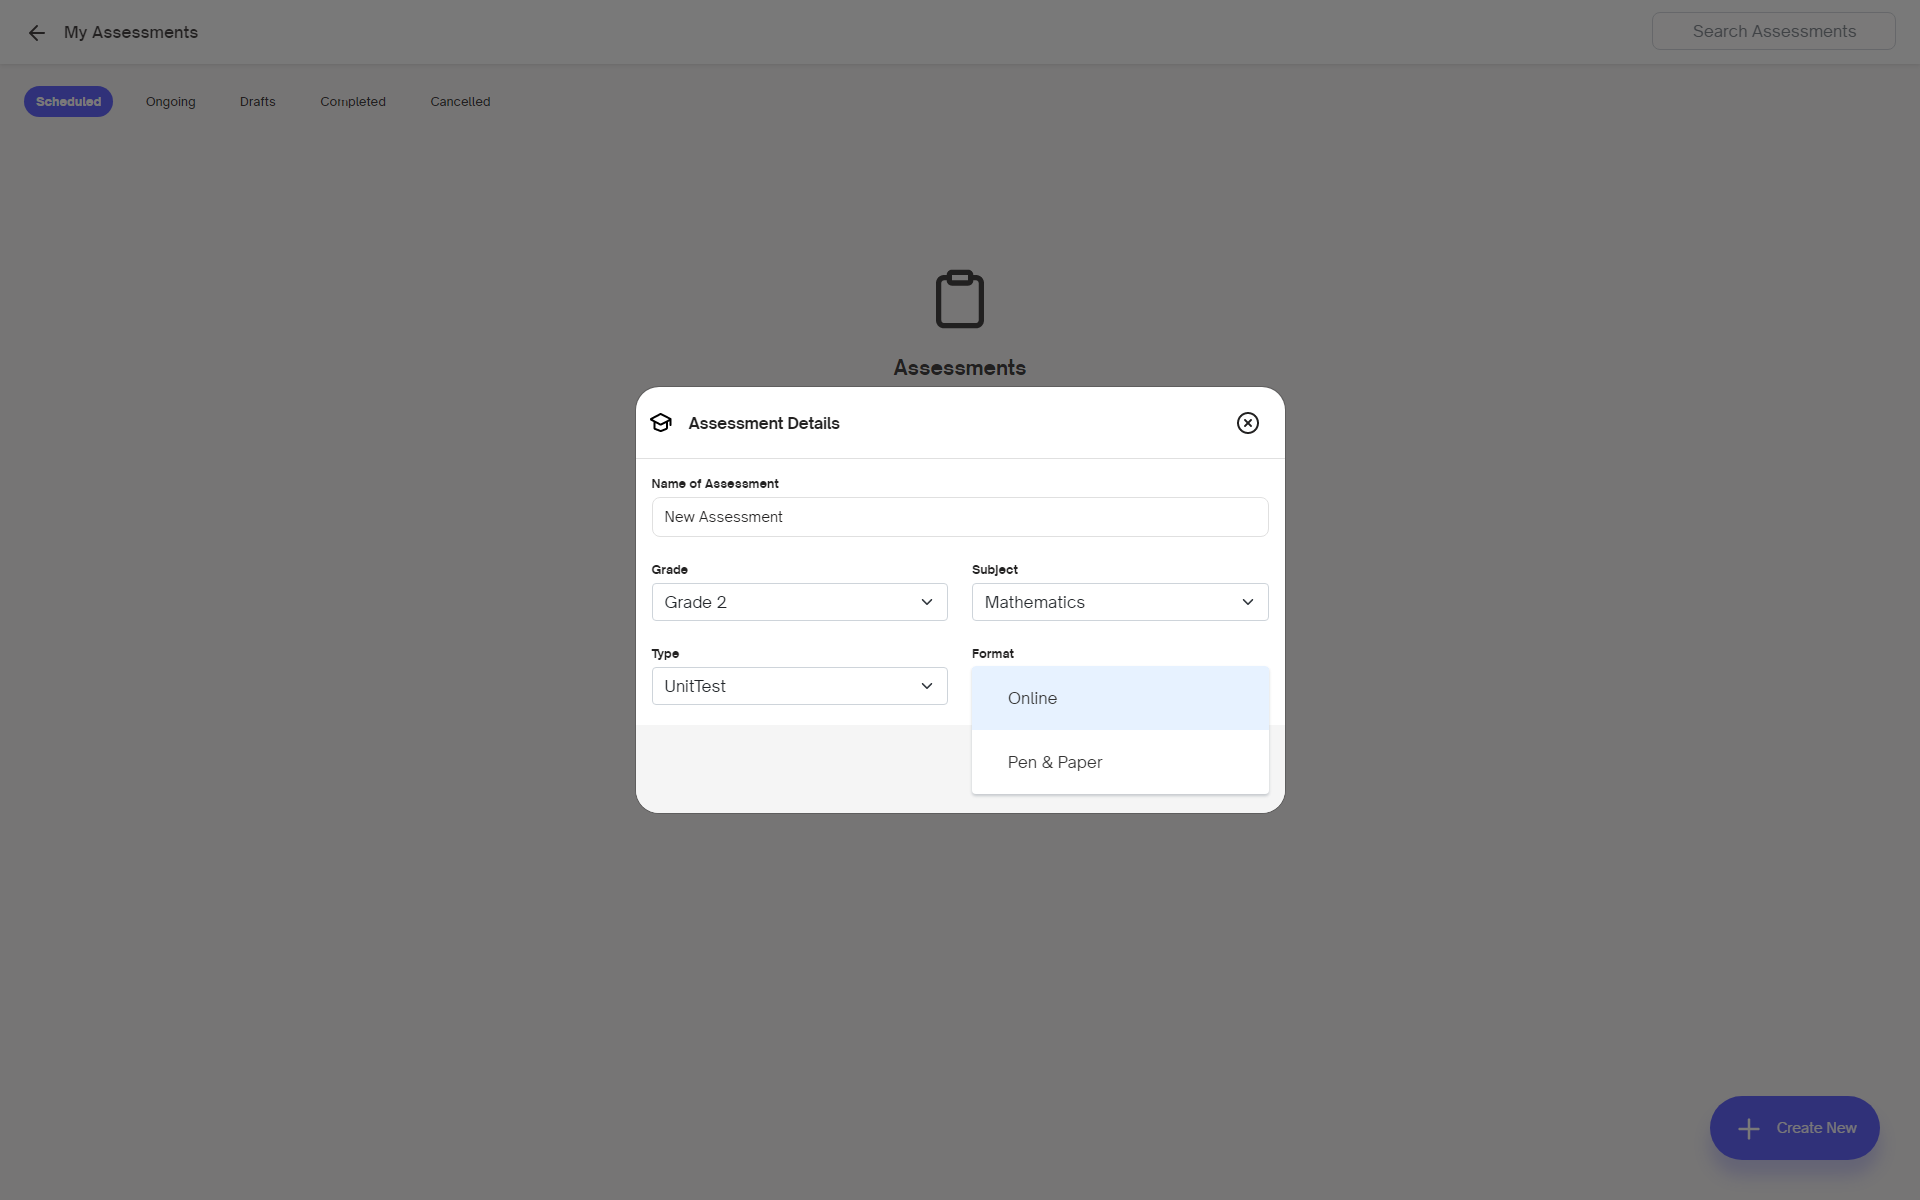 My Assessments
Search Assessments
Scheduled
Ongoing
Drafts
Completed
Cancelled
Assessments
Assessment Details
Name of Assessment
New Assessment
Grade
Subject
Grade 2
Mathematics
Type
Format
UnitTest
Online
Pen & Paper
Create New